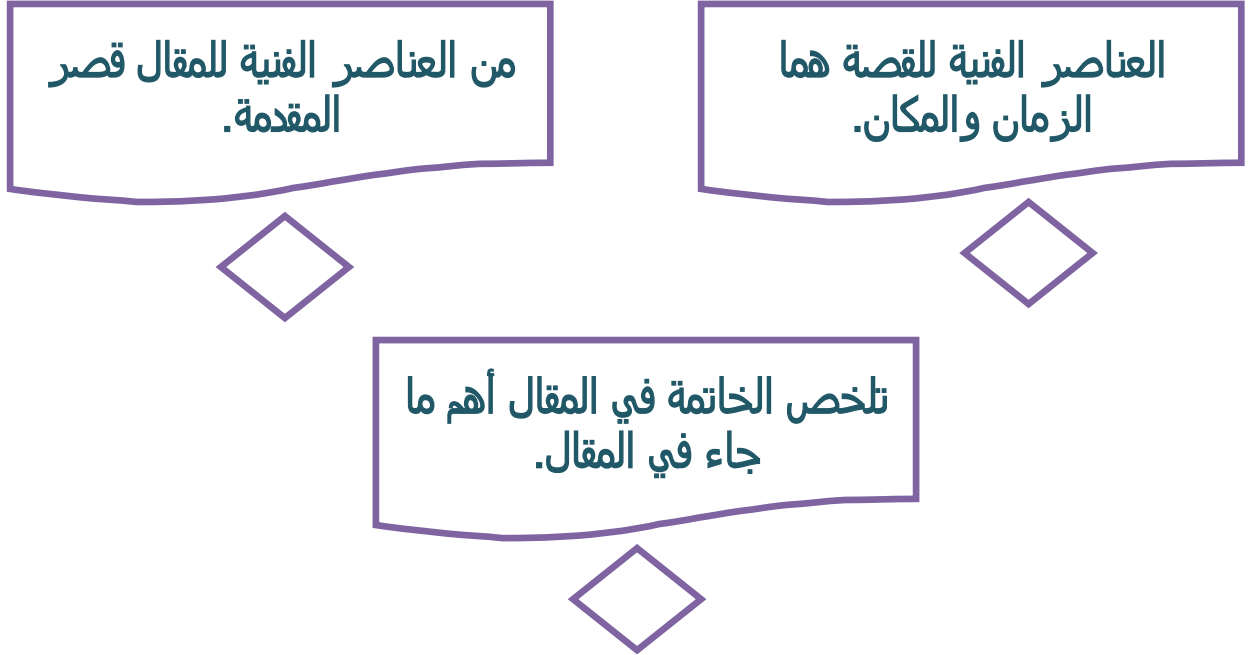 العناصر الفنية للقصة هما
الزمان والمكان.
من العناصر الفنية للمقال قصر
المقدمة.
تلخص الخاتمة في المقال أهم ما
جاء في المقال.